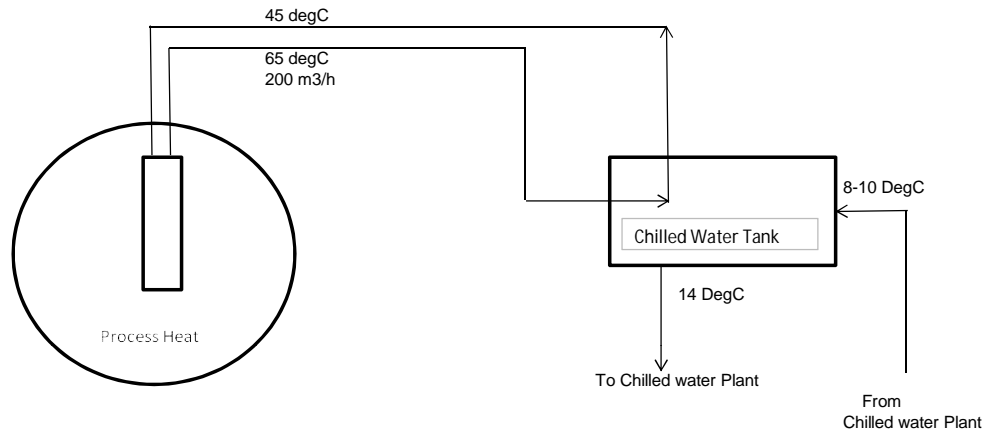 45 degC
65 degC
200 m3/h
8-10 DegC
Chilled Water Tank
14 DegC
Process Heat
To Chilled water Plant
From
Chilled water Plant